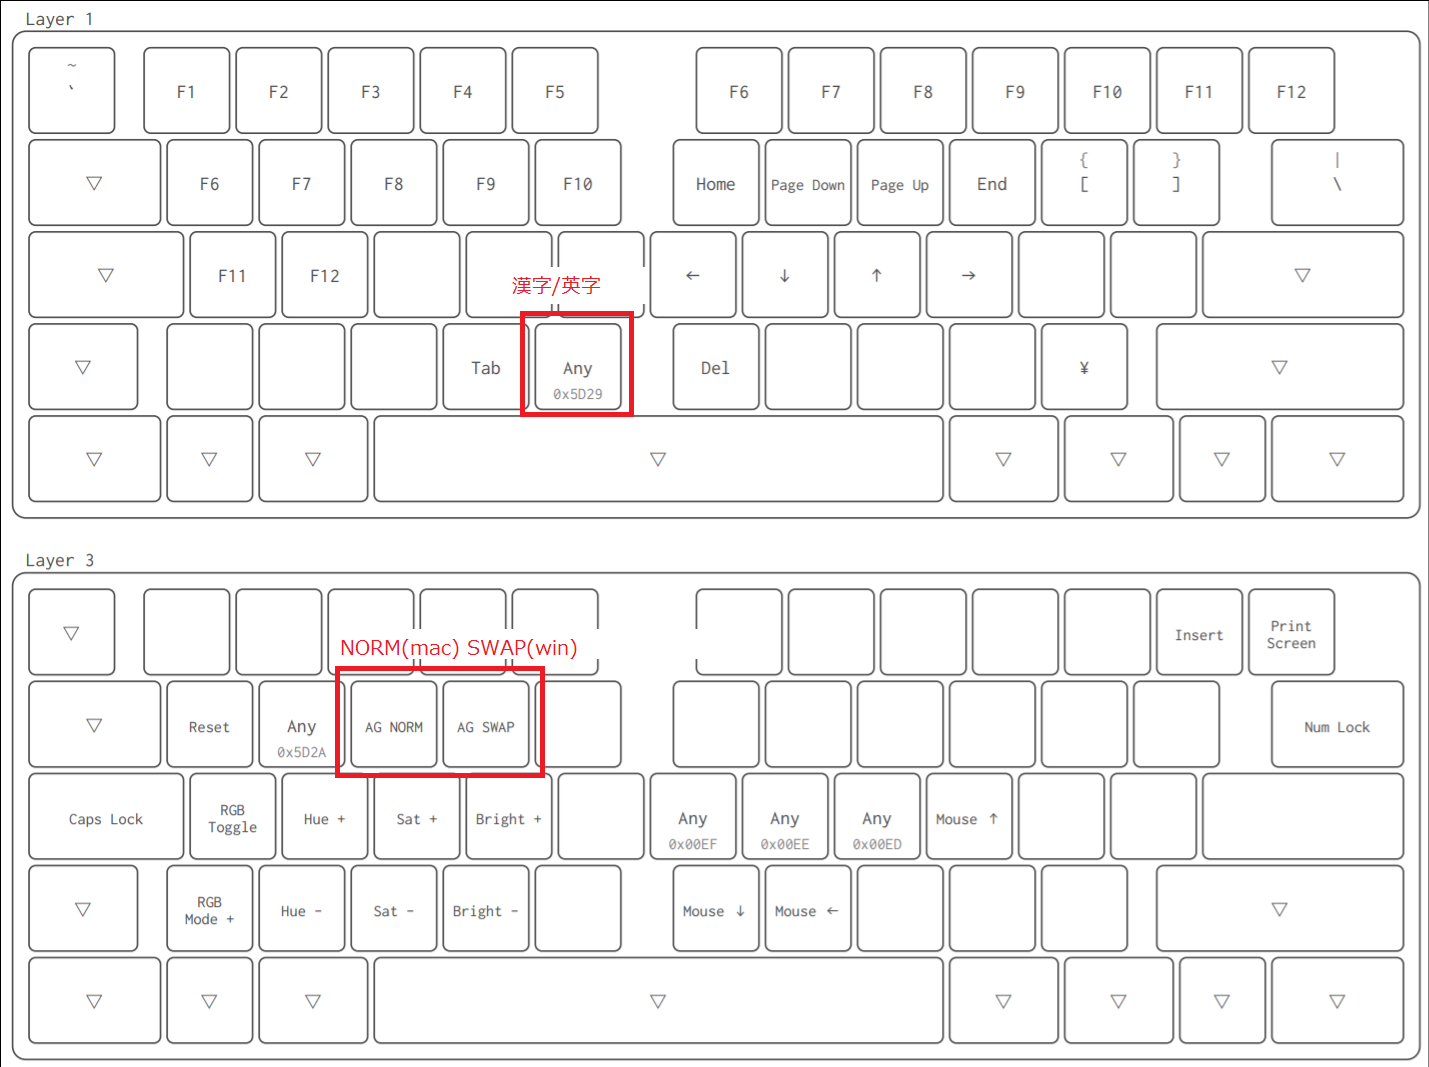 Layer 1
~
` F1 F2 F3 F4 F5 F6 F7 F8 F9 F10 F11 F12
{ } |
▽ F6 F7 F8 F9 F10 Home Page Down Page Up End [ ] \
▽ F11 F12 ← ↓ ↑ → ▽
漢字/英字
▽ Tab Any Del ¥ ▽
0x5D29
▽ ▽ ▽ ▽ ▽ ▽ ▽ ▽
Layer 3
▽ Insert Print
Screen
NORM(mac) SWAP(win)
▽ Reset Any AG NORM AG SWAP Num Lock
0x5D2A
Caps Lock RGB
Toggle Hue + Sat + Bright + Any Any Any Mouse ↑
0x00EF 0x00EE 0x00ED
▽ RGB
Mode + Hue - Sat - Bright - Mouse ↓ Mouse ← ▽
▽ ▽ ▽ ▽ ▽ ▽ ▽ ▽